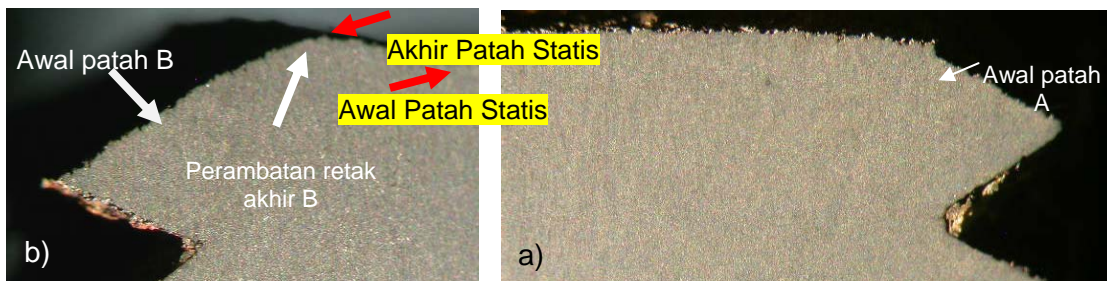 Awal patah B
Akhir Patah Statis
Awal Patah Statis
Perambatan retak
akhir B
b)
Awal patah
A
a)